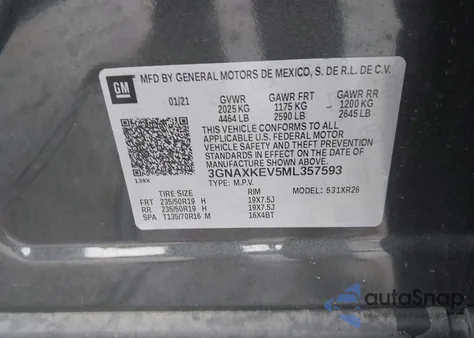 GM
MFD BY GENERAL MOTORS DE MEXICO, S. DE R.L. DE C.V.
01/21 GVWR GAWR FRT GAWR RR
2025 KG 1175 KG 1200 KG
4464 LB 2590 LB 2645 LB
THIS VEHICLE CONFORMS TO ALL APPLICABLE
U.S. FEDERAL MOTOR
VEHICLE SAFETY AND THEFT
PREVENTION STANDARDS IN EFFECT ON THE DATE OF
MANUFACTURE SHOWN ABOVE.
3GNAXKEV5ML357593
TYPE: M.P.V. MODEL: 531XR26
TIRE SIZE RIM
FRT 235/50R19 H 19X7.5J
RR 235/50R19 H 19X7.5J
SPA T135/70R16 M 16X4BT
autoSnap